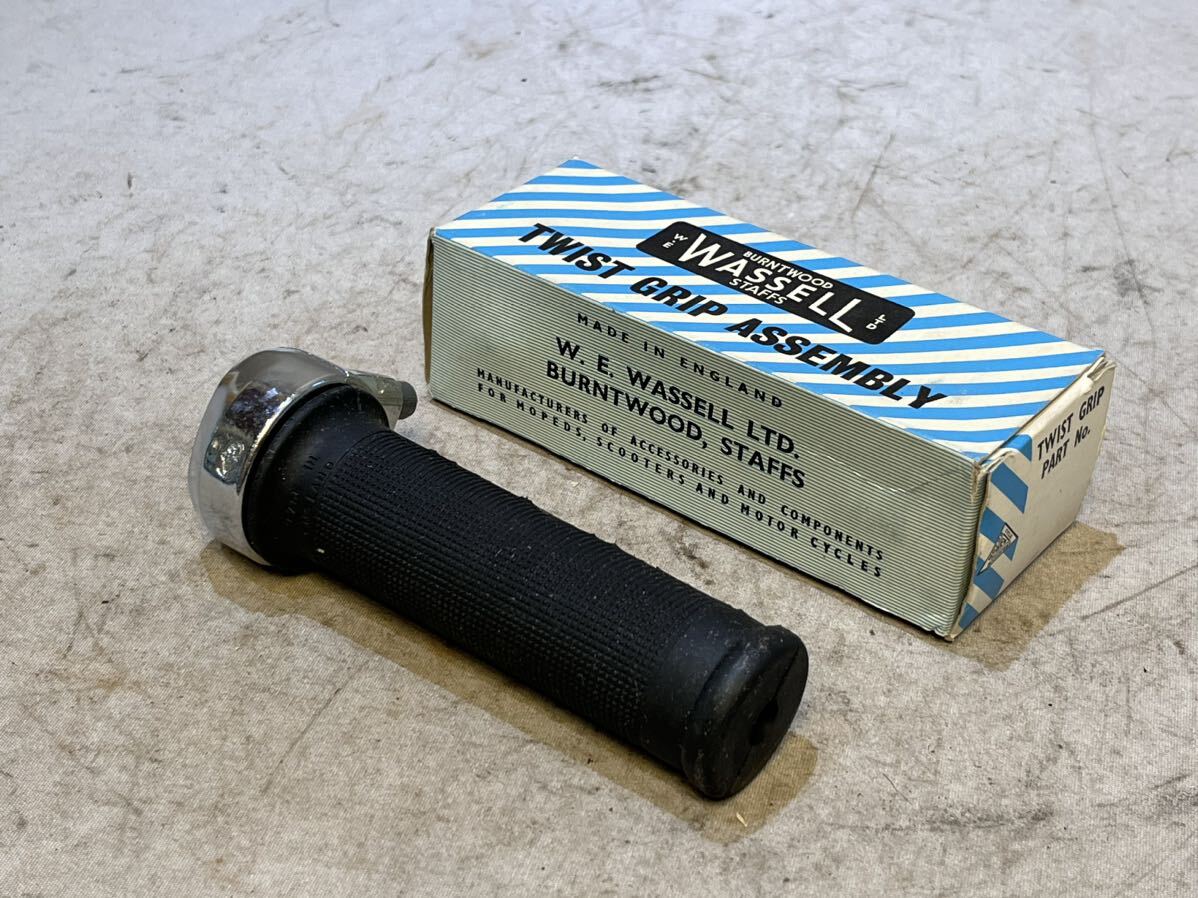 W.E.
BURNTWOOD
WASSELL
STAFFS
LTD
TWIST GRIP ASSEMBLY
MADE IN ENGLAND
W. E. WASSELL LTD.
BURNTWOOD, STAFFS
MANUFACTURERS OF ACCESSORIES AND COMPONENTS
FOR MOPEDS, SCOOTERS AND MOTOR CYCLES
TWIST GRIP
PART No.